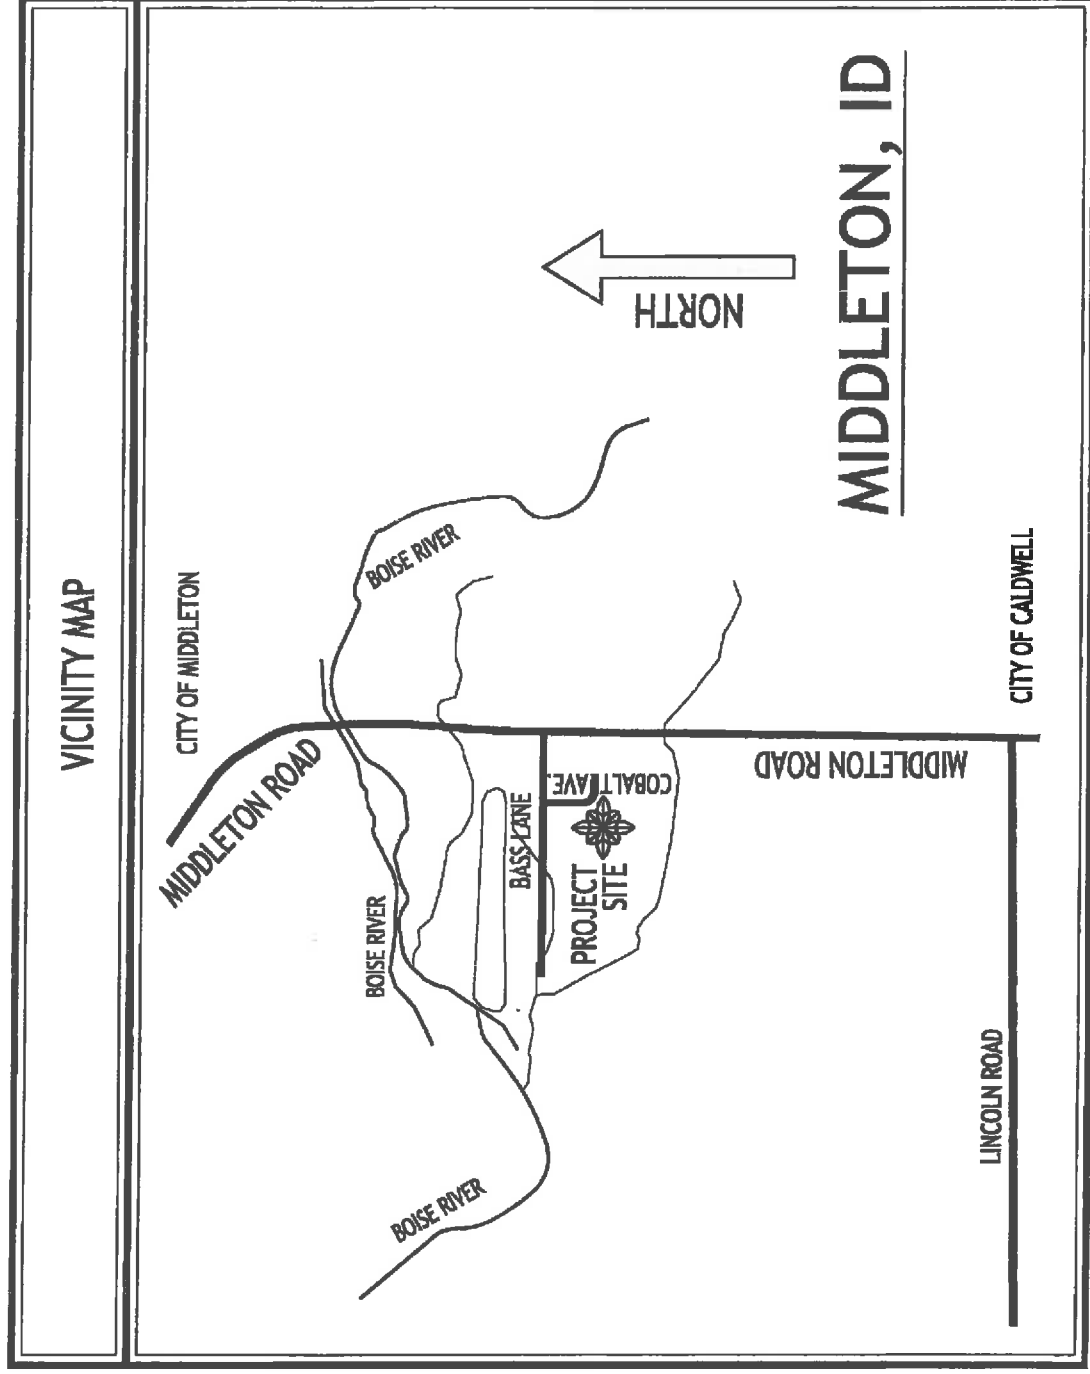 VICINITY MAP
CITY OF MIDDLETON
MIDDLETON ROAD
BOISE RIVER
BOISE RIVER
BOISE RIVER
BASS LANE
COBALT AVE.
PROJECT
SITE
NORTH
MIDDLETON ROAD
MIDDLETON, ID
LINCOLN ROAD
CITY OF CALDWELL